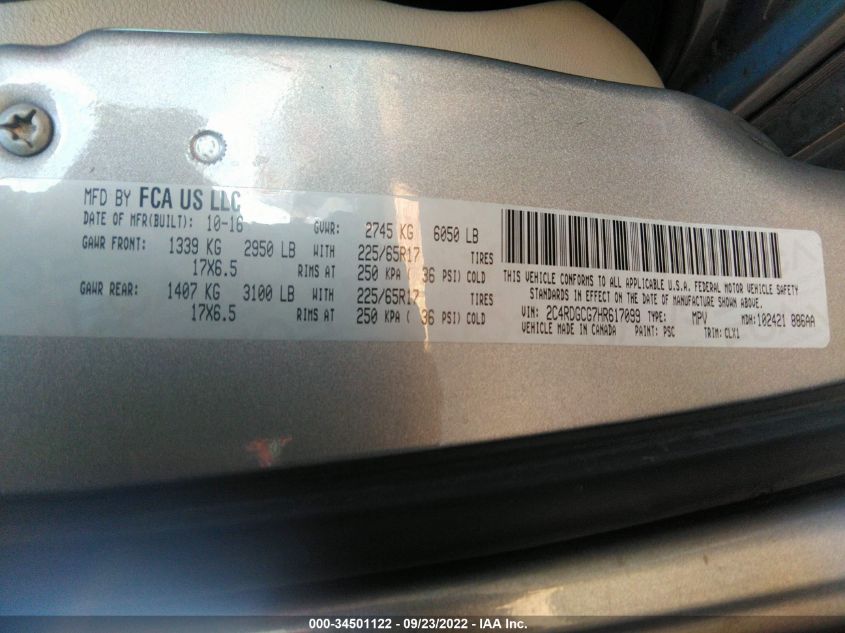 MFD BY FCA US LLC
DATE OF MFR(BUILT): 10-16 GVWR: 2745 KG 6050 LB
GAWR FRONT: 1339 KG 2950 LB WITH 225/65R17 TIRES
17X6.5 RIMS AT 250 KPA ( 36 PSI) COLD
GAWR REAR: 1407 KG 3100 LB WITH 225/65R17 TIRES
17X6.5 RIMS AT 250 KPA ( 36 PSI) COLD
THIS VEHICLE CONFORMS TO ALL APPLICABLE U.S.A. FEDERAL MOTOR VEHICLE SAFETY
STANDARDS IN EFFECT ON THE DATE OF MANUFACTURE SHOWN ABOVE.
VIN: 2C4RDGCG7HR617099 TYPE: MPV MDH:102421 886AA
VEHICLE MADE IN CANADA PAINT: PSC TRIM: CLX1
000-34501122 - 09/23/2022 - IAA Inc.